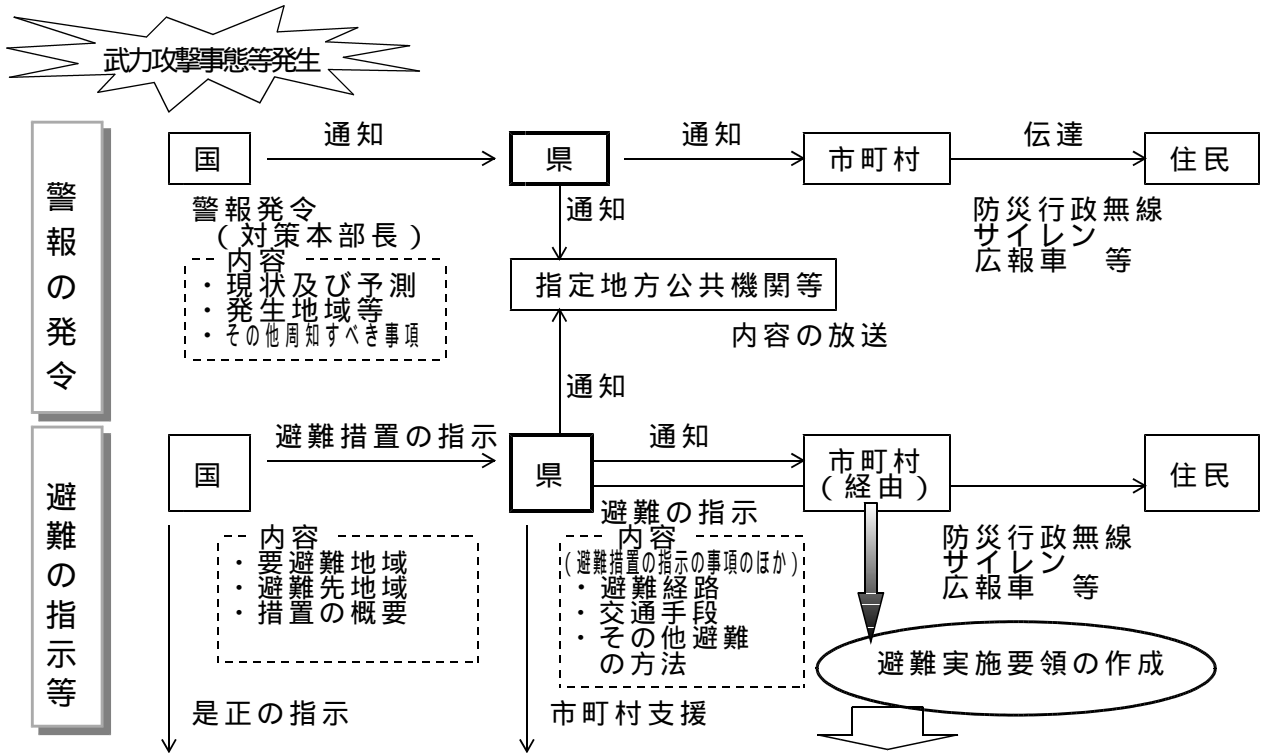 武力攻撃事態等発生
警報の発令
国
通知
県
通知
市町村
伝達
住民
警報発令
(対策本部長)
内容
・現状及び予測
・発生地域等
・その他周知すべき事項
通知
指定地方公共機関等
内容の放送
防災行政無線
サイレン
広報車 等
通知
避難の指示等
国
避難措置の指示
県
通知
市町村
(経由)
住民
内容
・要避難地域
・避難先地域
・措置の概要
避難の指示
内容
(避難措置の指示の事項のほか)
・避難経路
・交通手段
・その他避難
の方法
防災行政無線
サイレン
広報車 等
避難実施要領の作成
是正の指示
市町村支援